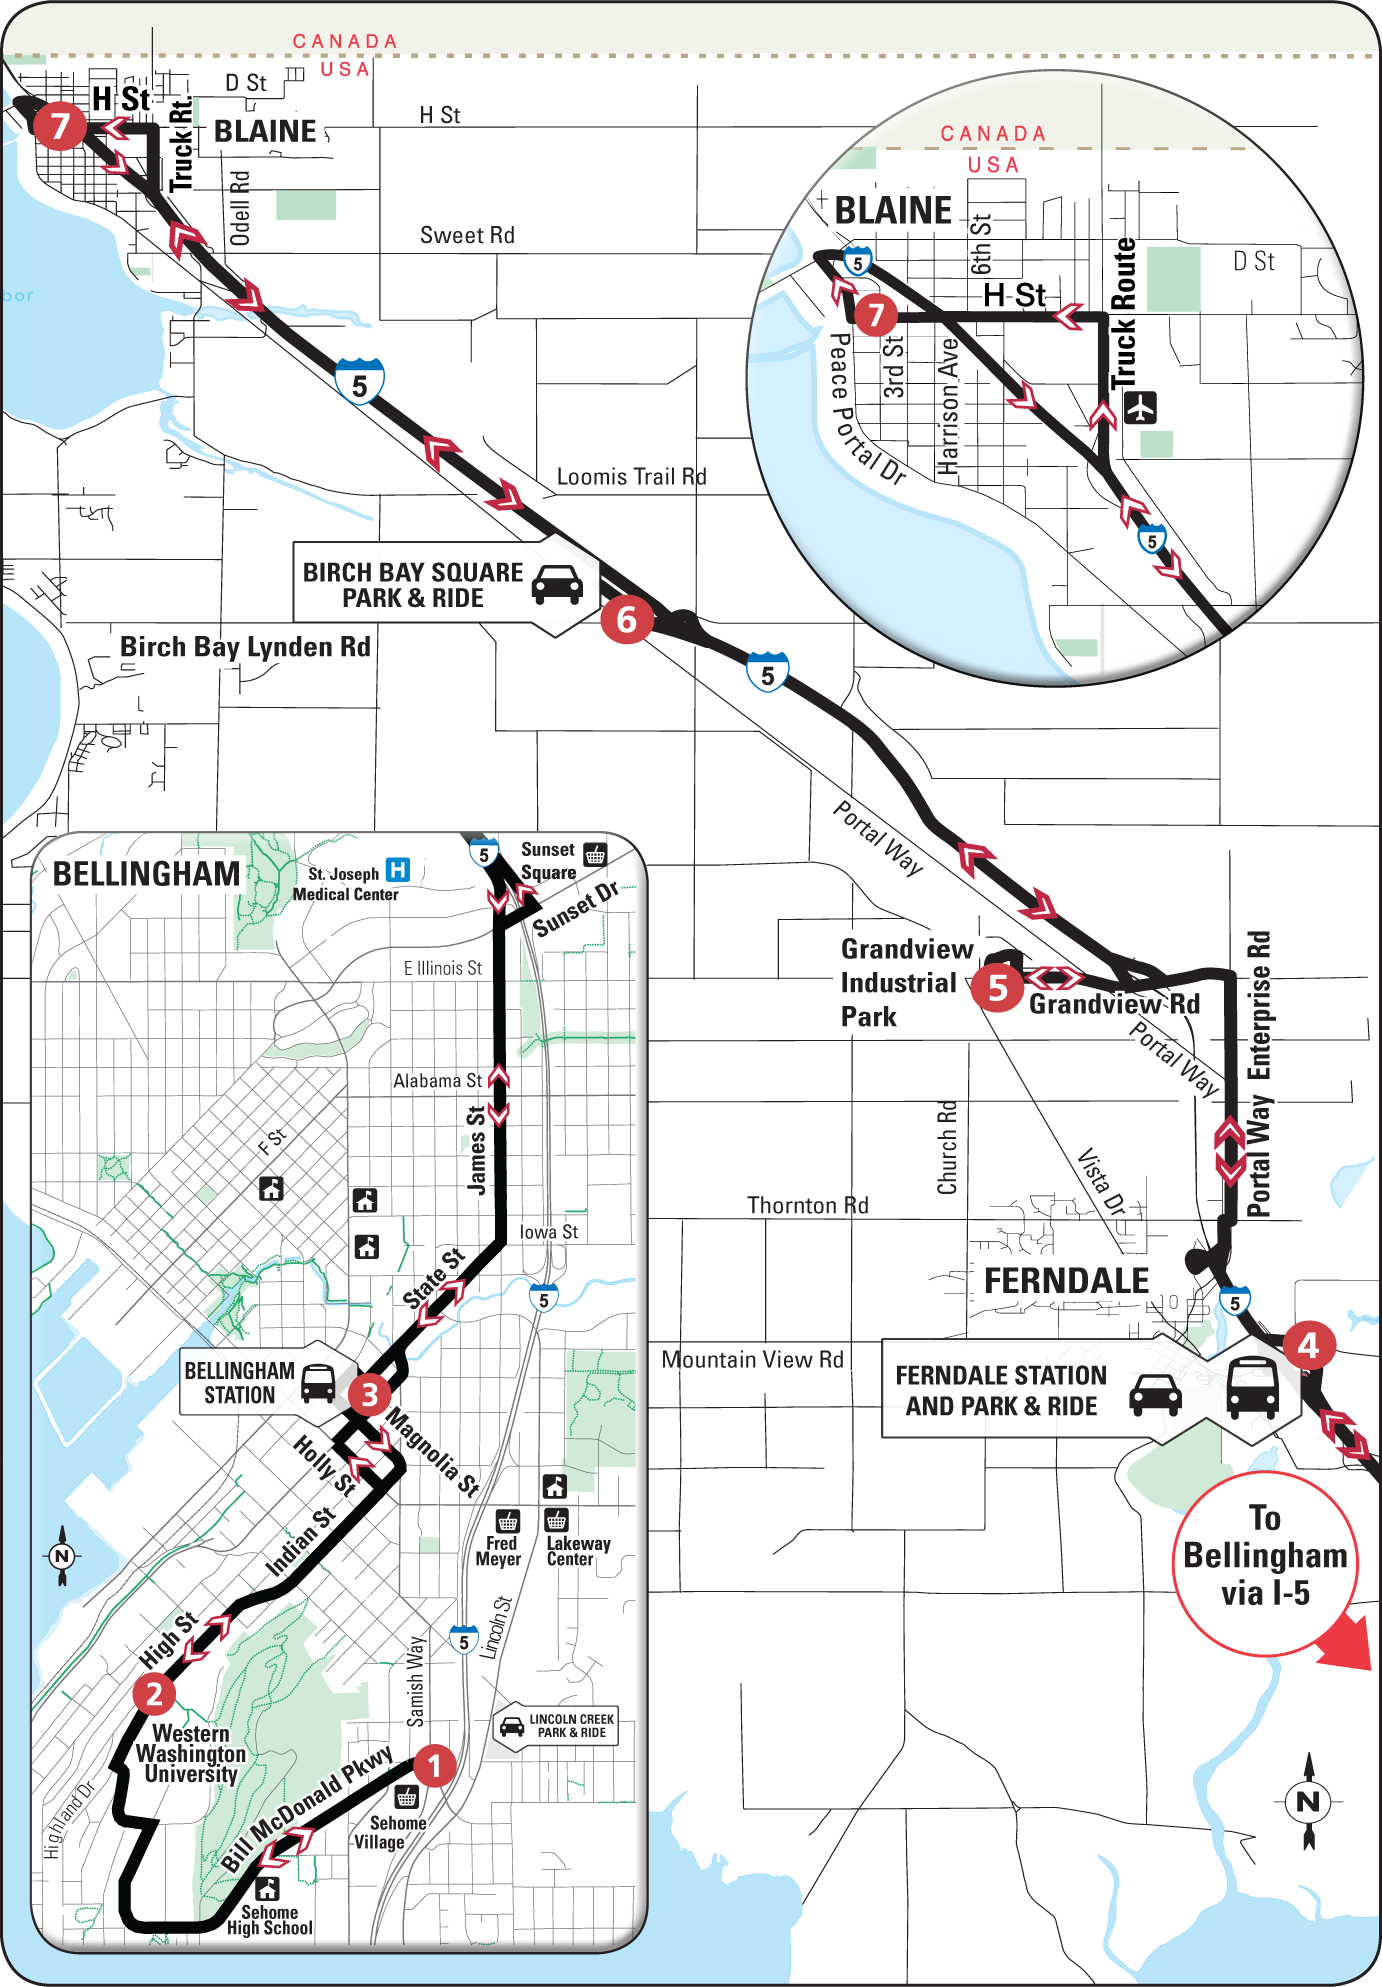 CANADA
USA
D St
H St
H St
7
Truck Rt.
BLAINE
Odell Rd
Sweet Rd
bor
5
Loomis Trail Rd
CANADA
USA
BLAINE
6th St
5
D St
H St
7
Truck Route
Peace Portal Dr
3rd St
Harrison Ave
5
BIRCH BAY SQUARE
PARK & RIDE
6
Birch Bay Lynden Rd
5
Portal Way
Grandview
Industrial
Park
5
Grandview Rd
Portal Way
Enterprise Rd
Portal Way
Church Rd
Vista Dr
Thornton Rd
FERNDALE
5
Mountain View Rd
4
FERNDALE STATION
AND PARK & RIDE
To
Bellingham
via I-5
N
BELLINGHAM
St. Joseph
Medical Center
H
5
Sunset
Square
Sunset Dr
E Illinois St
Alabama St
James St
F St
Iowa St
State St
5
BELLINGHAM
STATION
3
Magnolia St
Holly St
Indian St
Fred
Meyer
Lakeway
Center
N
High St
5
Lincoln St
Samish Way
2
Western
Washington
University
LINCOLN CREEK
PARK & RIDE
Highland Dr
Bill McDonald Pkwy
1
Sehome
Village
Sehome
High School